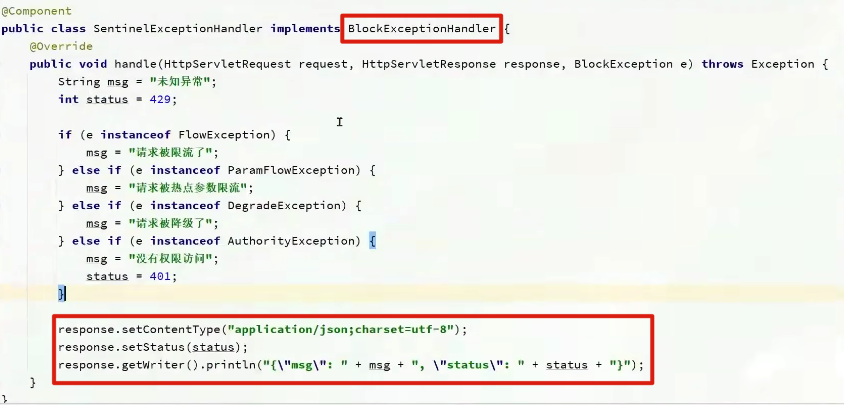 @Component
public class SentinelExceptionHandler implements BlockExceptionHandler {
@Override
public void handle(HttpServletRequest request, HttpServletResponse response, BlockException e) throws Exception {
String msg = "未知异常";
int status = 429;
if (e instanceof FlowException) {
msg = "请求被限流了";
} else if (e instanceof ParamFlowException) {
msg = "请求被热点参数限流";
} else if (e instanceof DegradeException) {
msg = "请求被降级了";
} else if (e instanceof AuthorityException) {
msg = "没有权限访问";
status = 401;
}
response.setContentType("application/json;charset=utf-8");
response.setStatus(status);
response.getWriter().println("{\"msg\": " + msg + ", \"status\": " + status + "}");
}
}